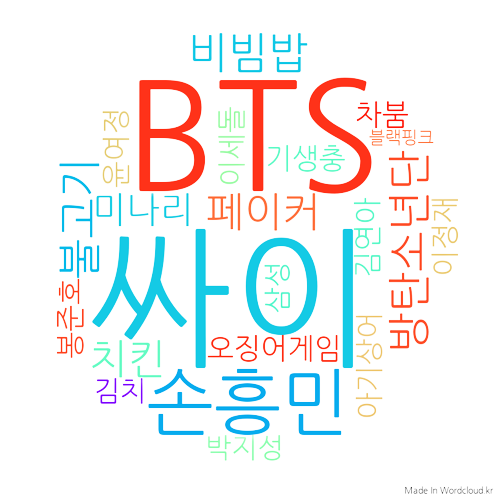 비빔밥
BTS
차붐
블랙핑크
윤여정
이세돌
기생충
불고기
미나리
페이커
김연아
방탄소년단
이정재
싸이
삼성
봉준호
치킨
오징어게임
아기상어
김치
손흥민
박지성
Made In Wordcloud.kr